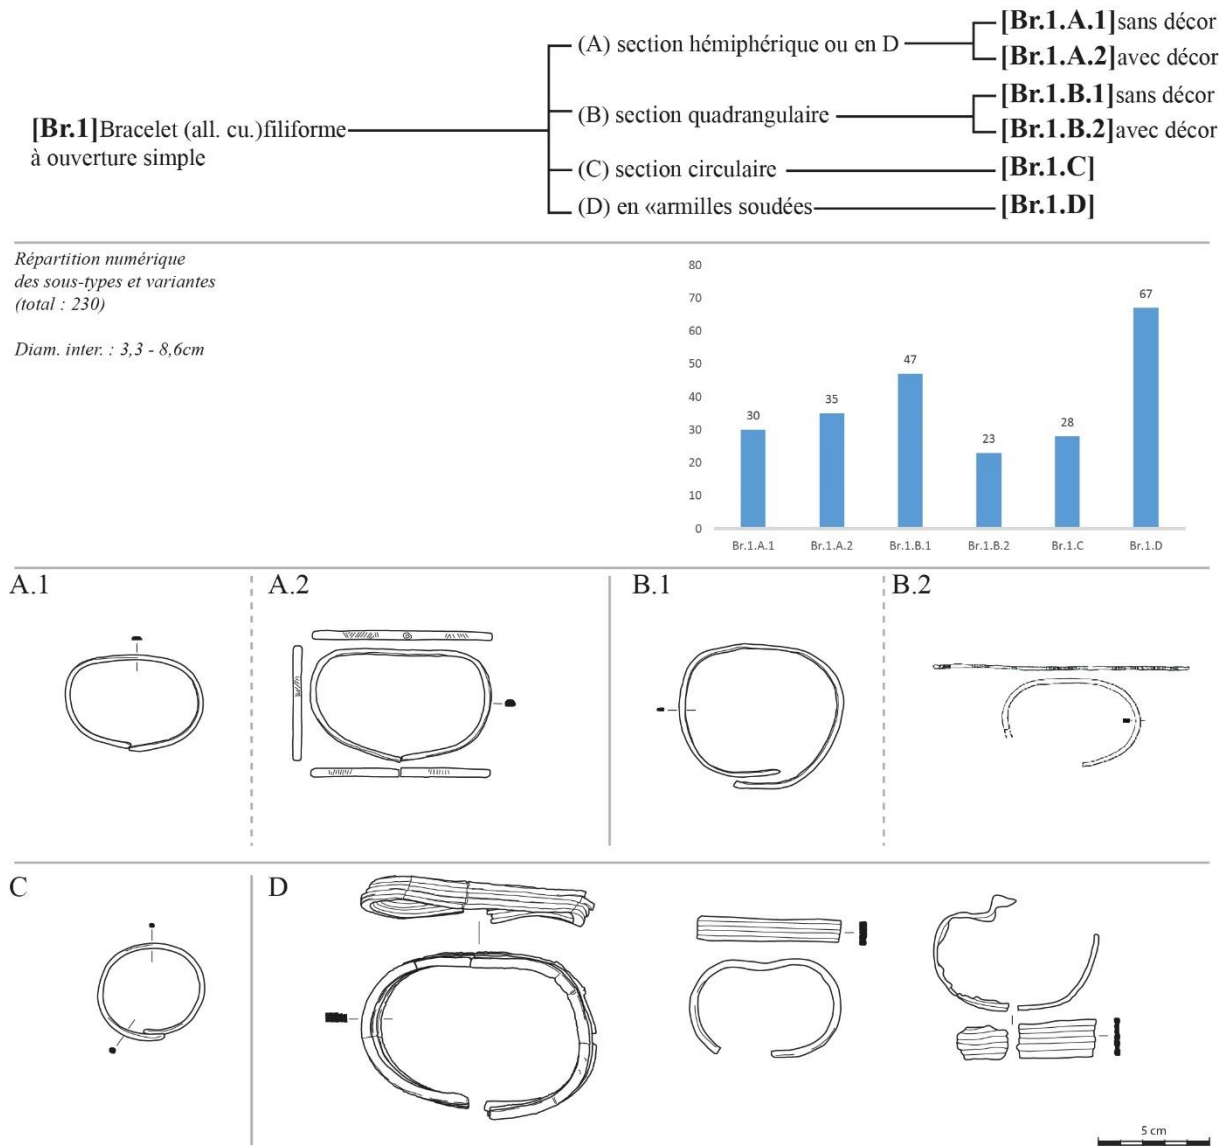 [Br.1]Bracelet (all. cu.)filiforme
à ouverture simple
(A) section hémiphérique ou en D
[Br.1.A.1]sans décor
[Br.1.A.2]avec décor
(B) section quadrangulaire
[Br.1.B.1]sans décor
[Br.1.B.2]avec décor
(C) section circulaire
[Br.1.C]
(D) en «armilles soudées
[Br.1.D]
Répartition numérique
des sous-types et variantes
(total : 230)
Diam. inter. : 3,3 - 8,6cm
80
70
60
50
40
30
20
10
0
30
35
47
23
28
67
Br.1.A.1
Br.1.A.2
Br.1.B.1
Br.1.B.2
Br.1.C
Br.1.D
A.1
A.2
B.1
B.2
C
D
5 cm